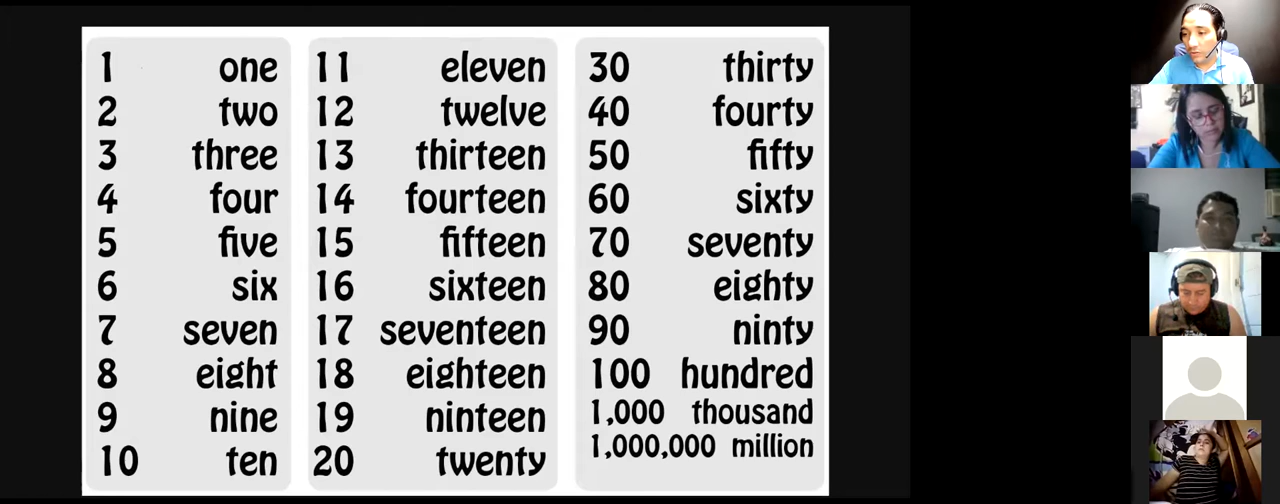 1 one
2 two
3 three
4 four
5 five
6 six
7 seven
8 eight
9 nine
10 ten
11 eleven
12 twelve
13 thirteen
14 fourteen
15 fifteen
16 sixteen
17 seventeen
18 eighteen
19 ninteen
20 twenty
30 thirty
40 fourty
50 fifty
60 sixty
70 seventy
80 eighty
90 ninty
100 hundred
1,000 thousand
1,000,000 million